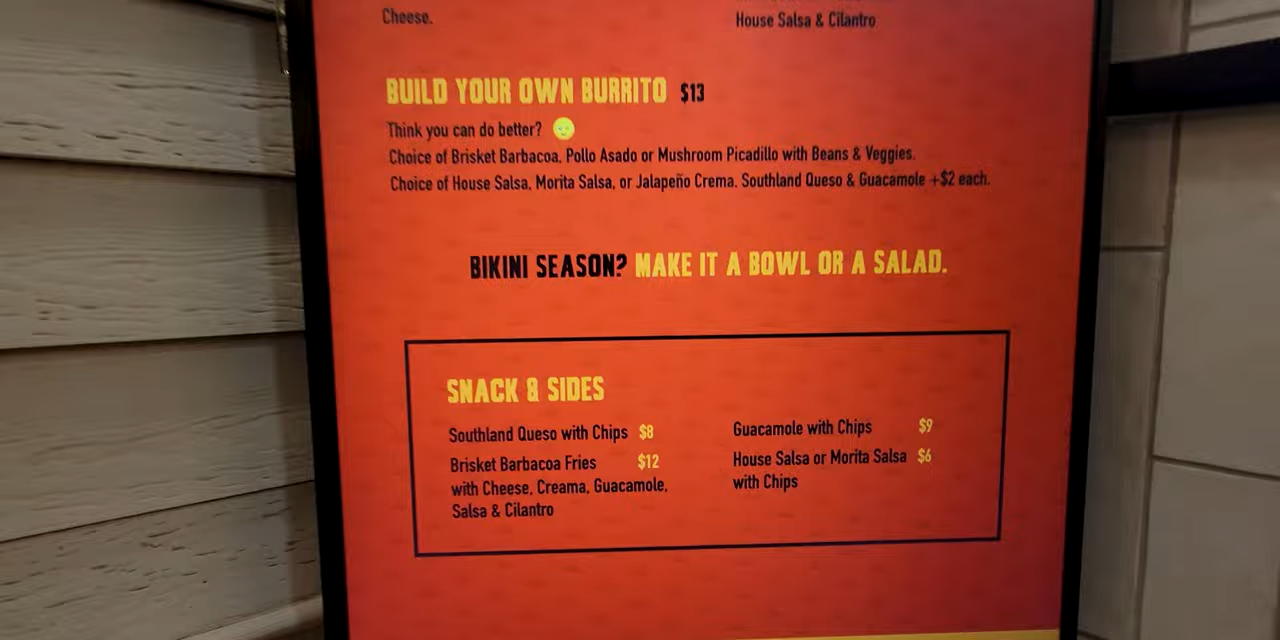 Cheese.
House Salsa & Cilantro
BUILD YOUR OWN BURRITO $13
Think you can do better?
Choice of Brisket Barbacoa, Pollo Asado or Mushroom Picadillo with Beans & Veggies.
Choice of House Salsa, Morita Salsa, or Jalapeño Crema. Southland Queso & Guacamole +$2 each.
BIKINI SEASON? MAKE IT A BOWL OR A SALAD.
SNACK & SIDES
Southland Queso with Chips $8
Brisket Barbacoa Fries $12
with Cheese, Creama, Guacamole,
Salsa & Cilantro
Guacamole with Chips $9
House Salsa or Morita Salsa $6
with Chips